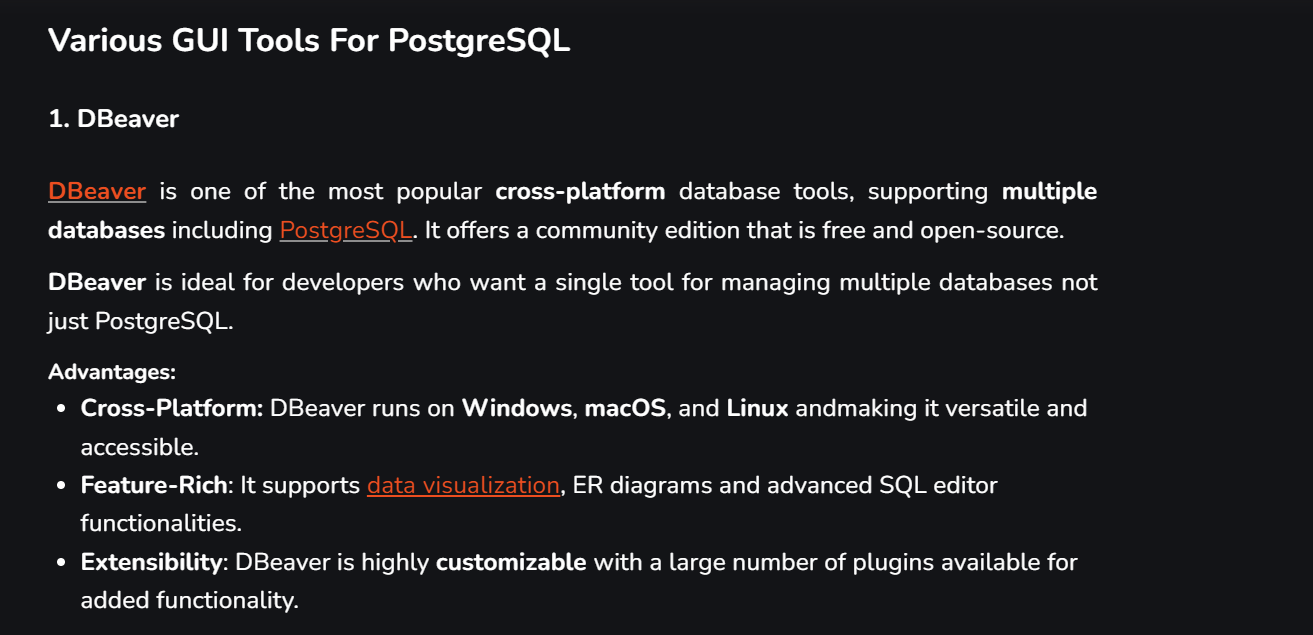 Various GUI Tools For PostgreSQL
1. DBeaver
DBeaver is one of the most popular cross-platform database tools, supporting multiple
databases including PostgreSQL. It offers a community edition that is free and open-source.
DBeaver is ideal for developers who want a single tool for managing multiple databases not
just PostgreSQL.
Advantages:
• Cross-Platform: DBeaver runs on Windows, macOS, and Linux andmaking it versatile and
accessible.
• Feature-Rich: It supports data visualization, ER diagrams and advanced SQL editor
functionalities.
• Extensibility: DBeaver is highly customizable with a large number of plugins available for
added functionality.